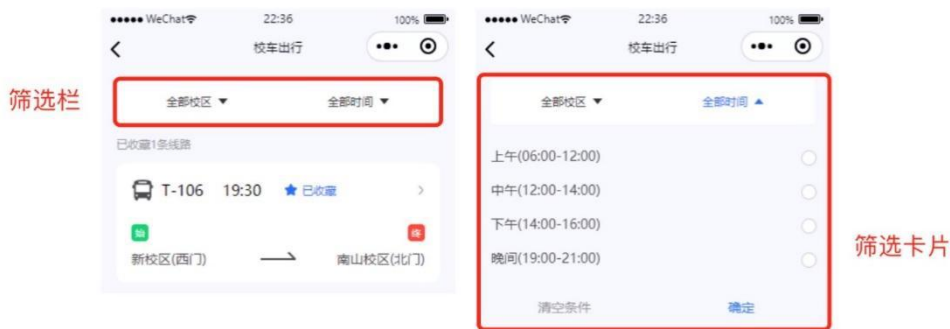 WeChat 22:36 100%
校车出行
筛选栏
全部校区 ▼ 全部时间 ▼
已收藏1条线路
T-106 19:30 ★ 已收藏
始 终
新校区(西门) 南山校区(北门)
WeChat 22:36 100%
校车出行
全部校区 ▼ 全部时间 ▲
上午(06:00-12:00)
中午(12:00-14:00)
下午(14:00-16:00)
晚间(19:00-21:00)
清空条件 确定
筛选卡片